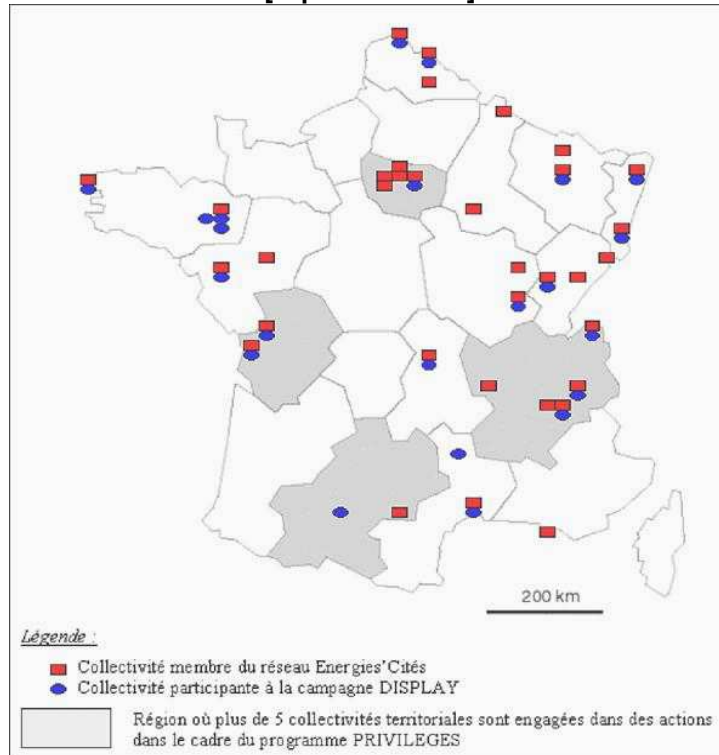 200 km
Légende :
Collectivité membre du réseau Energies'Cités
Collectivité participante à la campagne DISPLAY
Région où plus de 5 collectivités territoriales sont engagées dans des actions
dans le cadre du programme PRIVILEGES